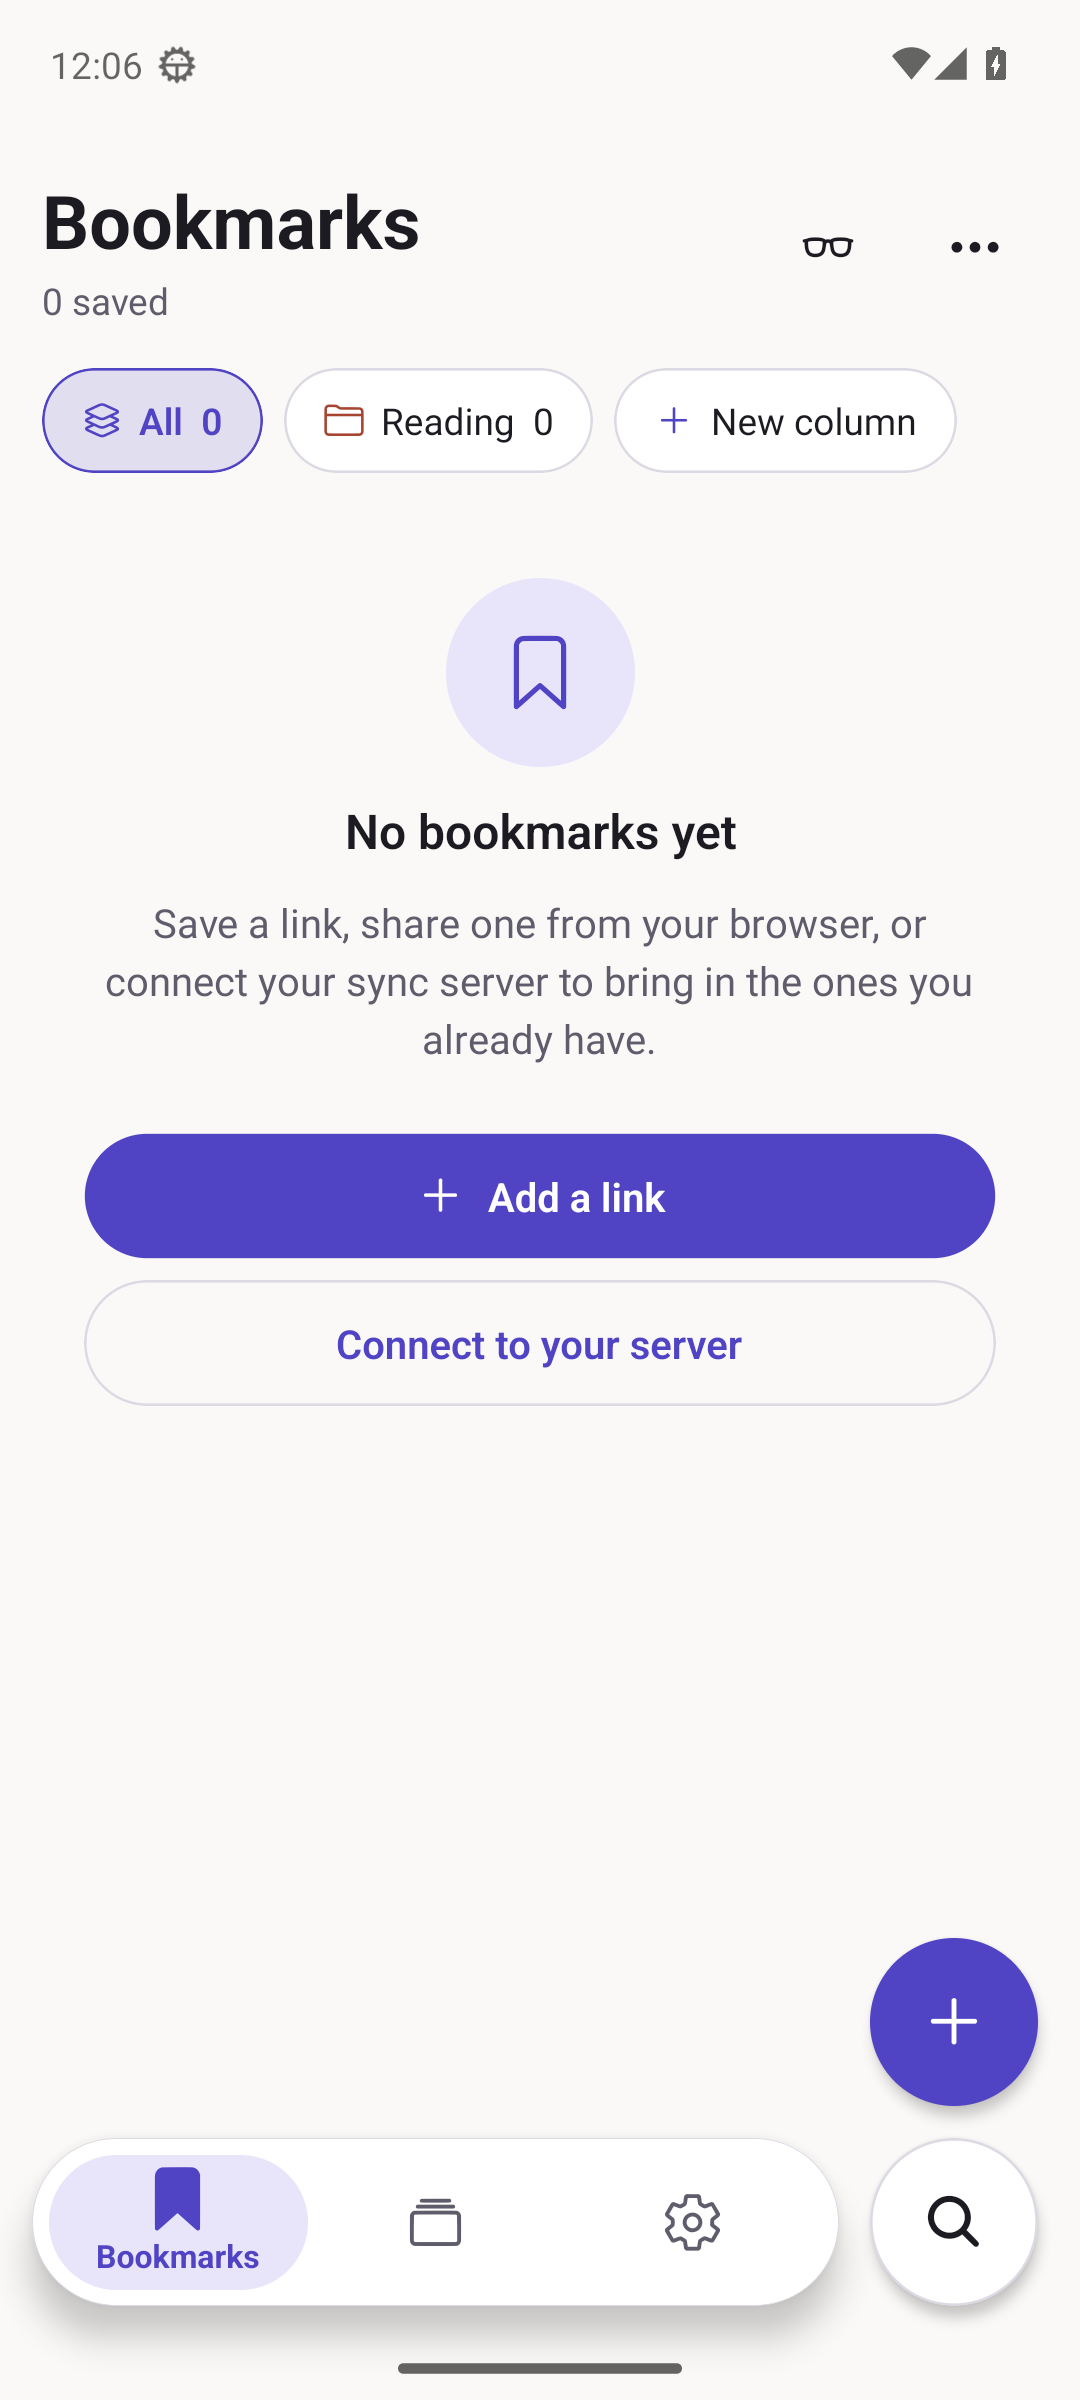 12:06
Bookmarks
0 saved
All 0
Reading 0
New column
No bookmarks yet
Save a link, share one from your browser, or
connect your sync server to bring in the ones you
already have.
Add a link
Connect to your server
Bookmarks